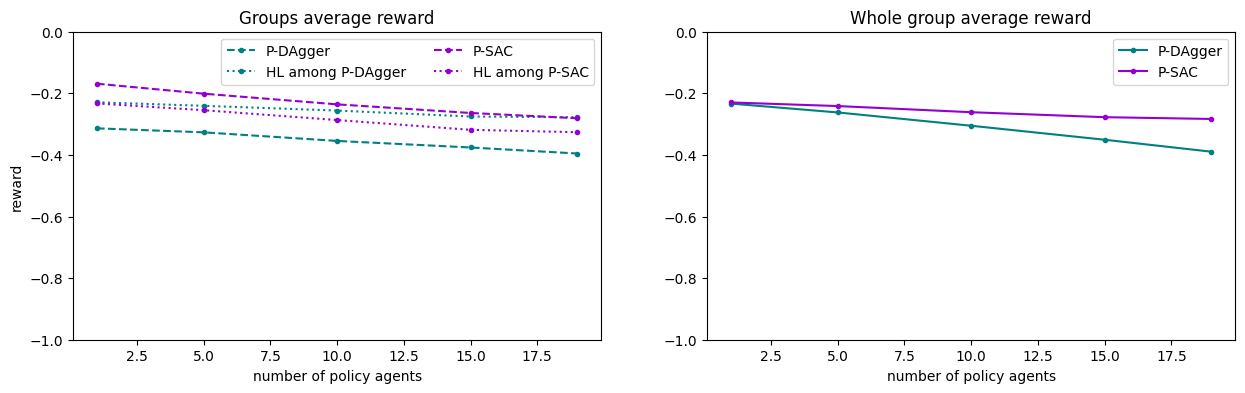 Groups average reward
P-DAgger
HL among P-DAgger
P-SAC
HL among P-SAC
reward
0.0
−0.2
−0.4
−0.6
−0.8
−1.0
2.5 5.0 7.5 10.0 12.5 15.0 17.5
number of policy agents
Whole group average reward
P-DAgger
P-SAC
0.0
−0.2
−0.4
−0.6
−0.8
−1.0
2.5 5.0 7.5 10.0 12.5 15.0 17.5
number of policy agents